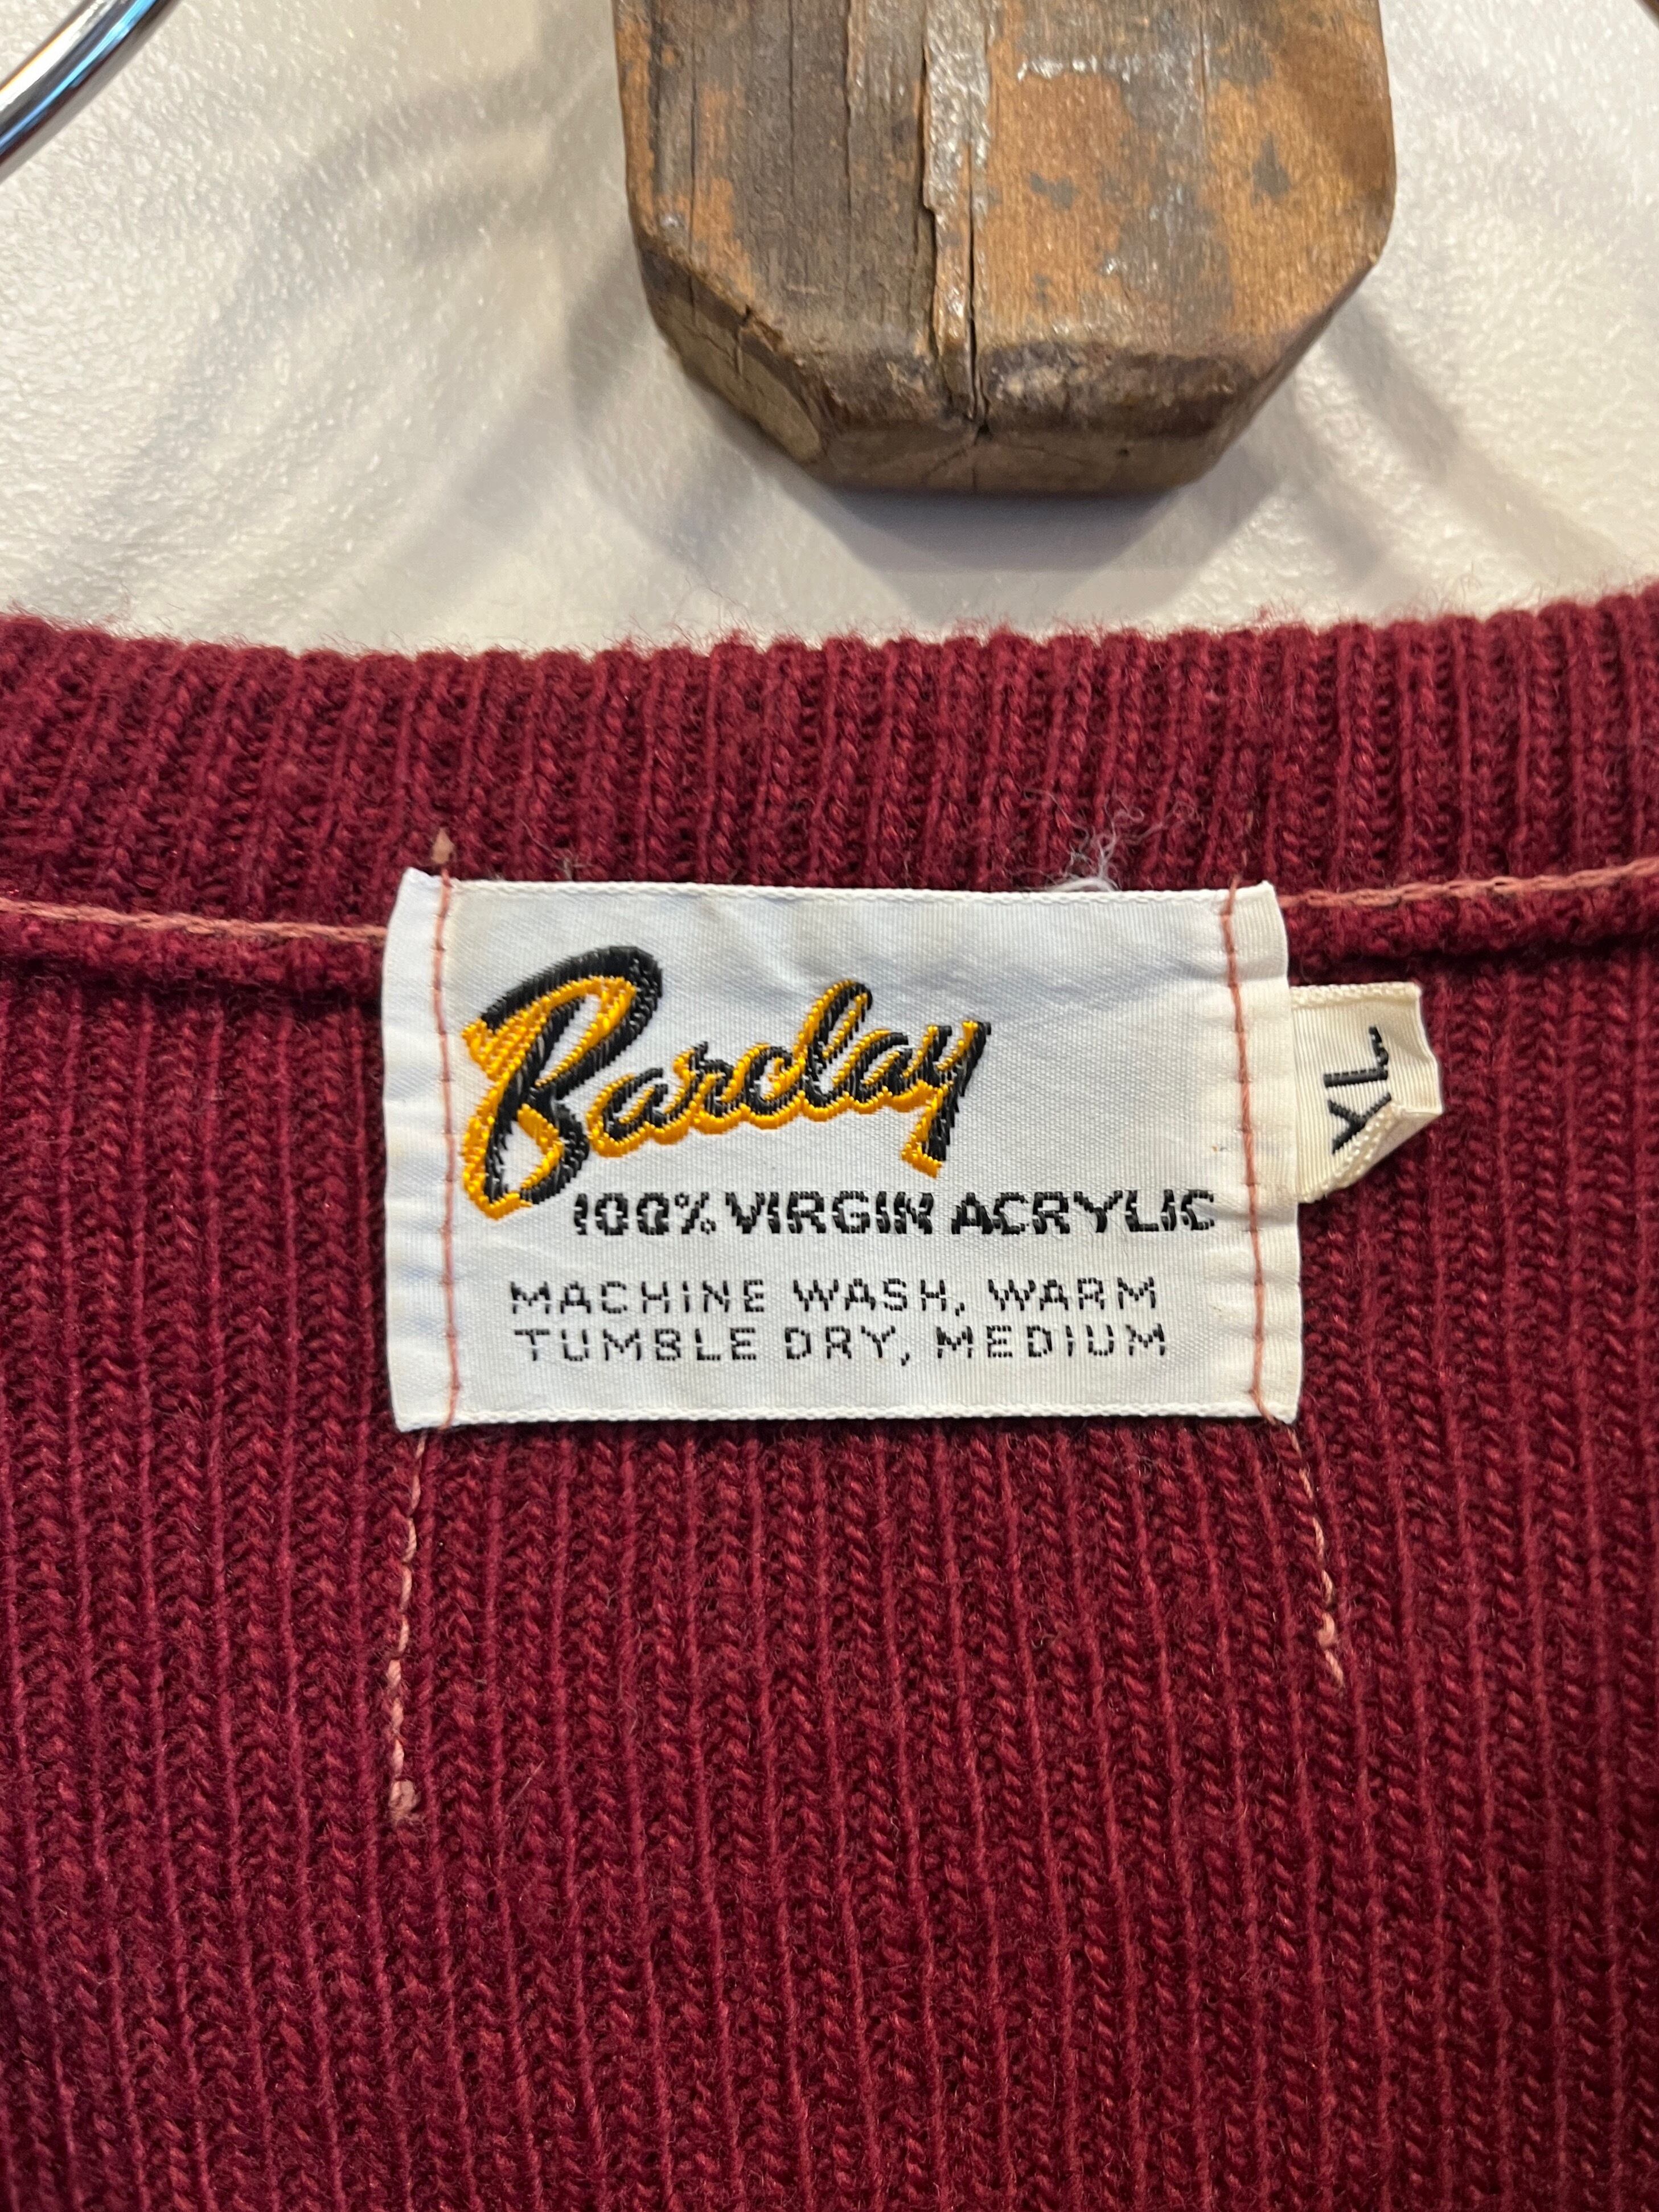 Barclay
100% VIRGIN ACRYLIC
MACHINE WASH, WARM
TUMBLE DRY, MEDIUM
XL